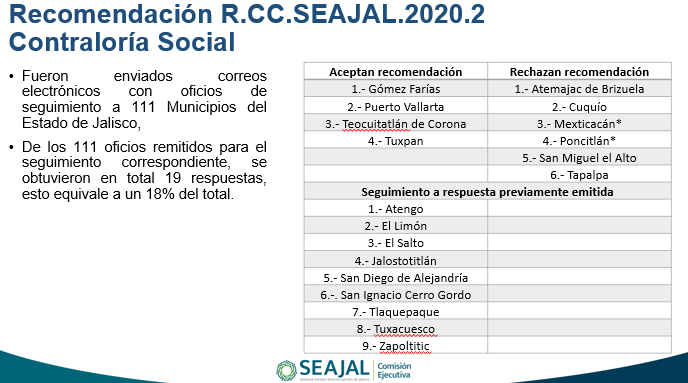 Recomendación R.CC.SEAJAL.2020.2
Contraloría Social
• Fueron enviados correos
electrónicos con oficios de
seguimiento a 111 Municipios del
Estado de Jalisco,
• De los 111 oficios remitidos para el
seguimiento correspondiente, se
obtuvieron en total 19 respuestas,
esto equivale a un 18% del total.
Aceptan recomendación Rechazan recomendación
1.- Gómez Farías 1.- Atemajac de Brizuela
2.- Puerto Vallarta 2.- Cuquío
3.- Teocuitatlán de Corona 3.- Mexticacán*
4.- Tuxpan 4.- Poncitlán*
5.- San Miguel el Alto
6.- Tapalpa
Seguimiento a respuesta previamente emitida
1.- Atengo
2.- El Limón
3.- El Salto
4.- Jalostotitlán
5.- San Diego de Alejandría
6.-. San Ignacio Cerro Gordo
7.- Tlaquepaque
8.- Tuxacuesco
9.- Zapoltitic
SEAJAL Comisión
Ejecutiva